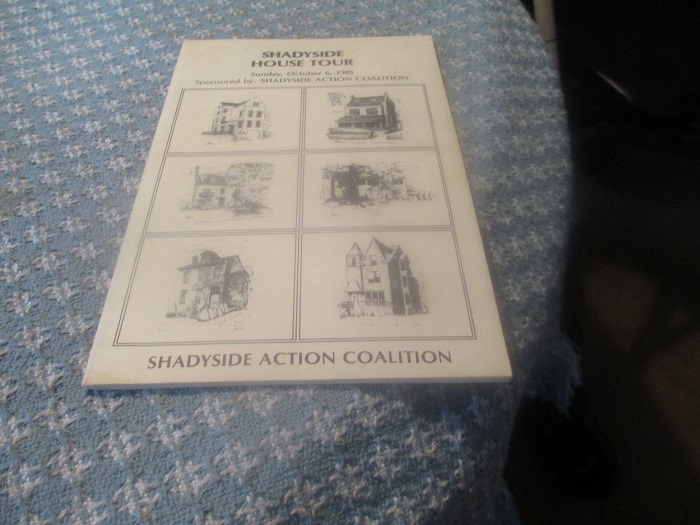 SHADYSIDE
HOUSE TOUR
Sunday, October 6, 1985
Sponsored by: SHADYSIDE ACTION COALITION
SHADYSIDE ACTION COALITION